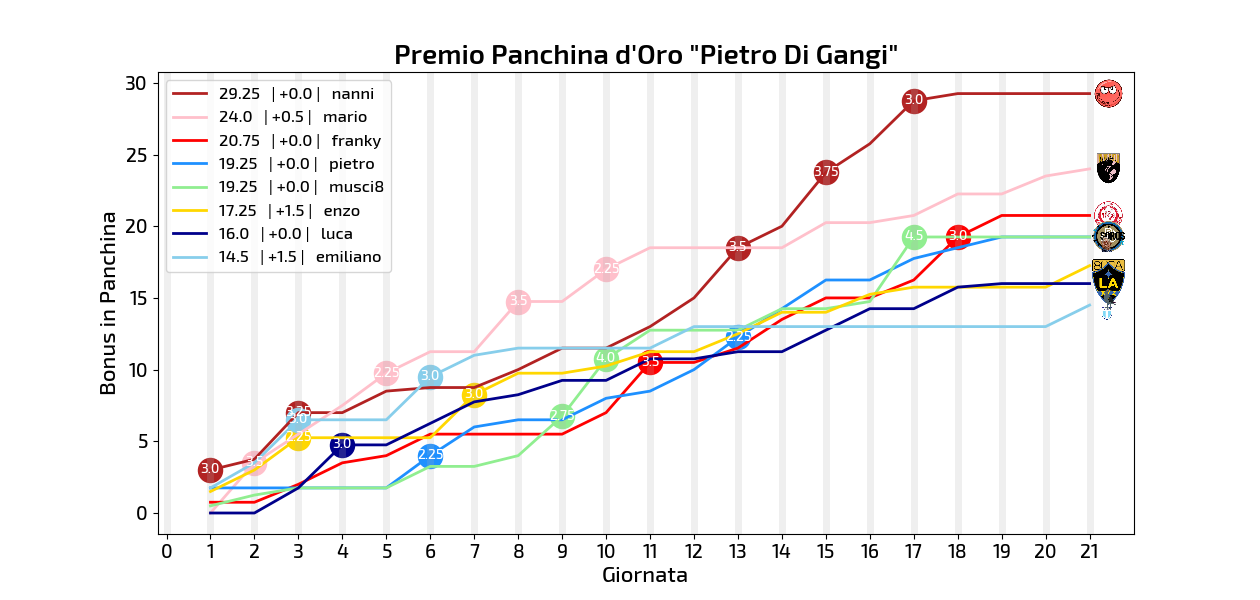 Premio Panchina d'Oro "Pietro Di Gangi"
Bonus in Panchina
30
25
20
15
10
5
0
29.25 | +0.0 | nanni
24.0 | +0.5 | mario
20.75 | +0.0 | franky
19.25 | +0.0 | pietro
19.25 | +0.0 | musci8
17.25 | +1.5 | enzo
16.0 | +0.0 | luca
14.5 | +1.5 | emiliano
3.0
3.5
3.0
2.25
3.0
2.25
3.0
2.25
3.0
3.5
2.75
2.25
4.0
3.5
3.5
2.25
3.75
3.0
4.5
3.0
LA
0 1 2 3 4 5 6 7 8 9 10 11 12 13 14 15 16 17 18 19 20 21
Giornata